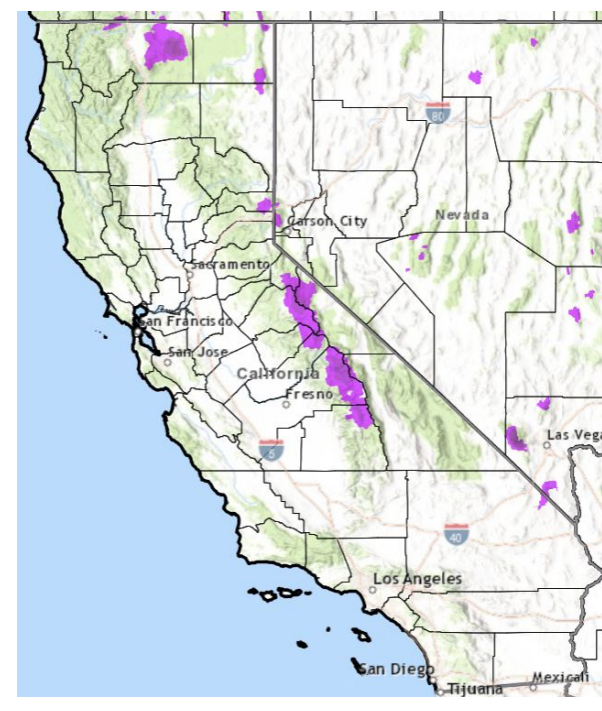 80
Nevada
Carson City
Sacramento
San Francisco
San Jose
California
Fresno
Las Vega
5
40
Los Angeles
San Diego
Tijuana
Mexicali